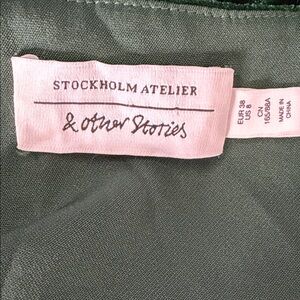 STOCKHOLM ATELIER
& other Stories
EUR 38
US 8
CN
165/88A
MADE IN
CHINA